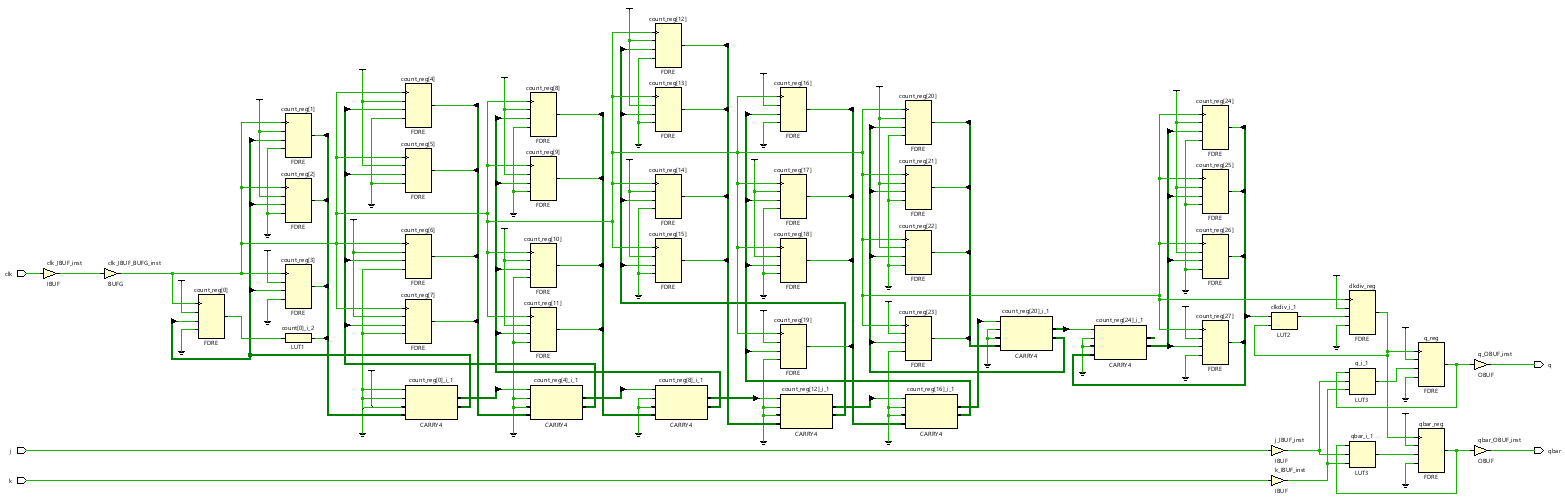 count_reg[12]
FDRE
count_reg[4]
FDRE
count_reg[8]
FDRE
count_reg[13]
FDRE
count_reg[16]
FDRE
count_reg[20]
FDRE
count_reg[24]
FDRE
count_reg[1]
FDRE
count_reg[5]
FDRE
count_reg[9]
FDRE
count_reg[14]
FDRE
count_reg[17]
FDRE
count_reg[21]
FDRE
count_reg[25]
FDRE
count_reg[2]
FDRE
count_reg[6]
FDRE
count_reg[10]
FDRE
count_reg[15]
FDRE
count_reg[18]
FDRE
count_reg[22]
FDRE
count_reg[26]
FDRE
clk
clk_IBUF_inst
IBUF
clk_IBUF_BUFG_inst
BUFG
count_reg[3]
FDRE
count_reg[0]
FDRE
count[0]_i_2
LUT1
count_reg[7]
FDRE
count_reg[11]
FDRE
count_reg[19]
FDRE
count_reg[23]
FDRE
count_reg[20]_i_1
CARRY4
count_reg[24]_i_1
CARRY4
count_reg[27]
FDRE
clkdiv_i_1
LUT2
clkdiv_reg
FDRE
q_i_1
LUT3
q_reg
FDRE
q_OBUF_inst
OBUF
q
count_reg[0]_i_1
CARRY4
count_reg[4]_i_1
CARRY4
count_reg[8]_i_1
CARRY4
count_reg[12]_i_1
CARRY4
count_reg[16]_i_1
CARRY4
j
j_IBUF_inst
IBUF
qbar_i_1
LUT3
qbar_reg
FDRE
qbar_OBUF_inst
OBUF
qbar
k
k_IBUF_inst
IBUF